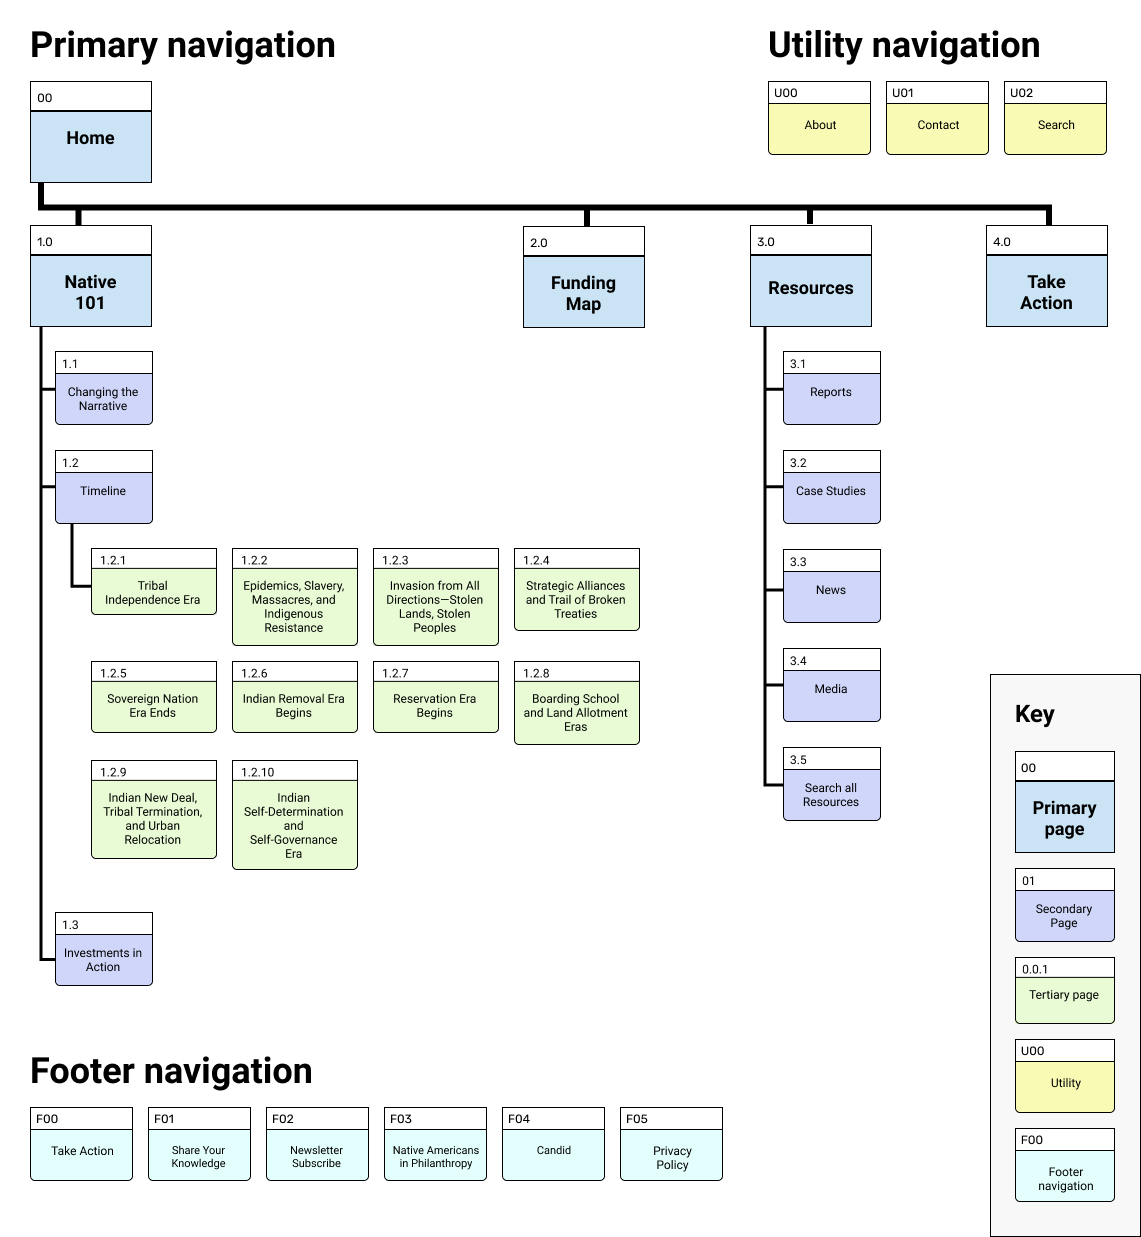 Primary navigation
Utility navigation
00
Home
U00
About
U01
Contact
U02
Search
1.0
Native
101
2.0
Funding
Map
3.0
Resources
4.0
Take
Action
1.1
Changing the
Narrative
1.2
Timeline
1.2.1
Tribal
Independence Era
1.2.2
Epidemics, Slavery,
Massacres, and
Indigenous
Resistance
1.2.3
Invasion from All
Directions—Stolen
Lands, Stolen
Peoples
1.2.4
Strategic Alliances
and Trail of Broken
Treaties
1.2.5
Sovereign Nation
Era Ends
1.2.6
Indian Removal Era
Begins
1.2.7
Reservation Era
Begins
1.2.8
Boarding School
and Land Allotment
Eras
1.2.9
Indian New Deal,
Tribal Termination,
and Urban
Relocation
1.2.10
Indian
Self-Determination
and
Self-Governance
Era
1.3
Investments in
Action
3.1
Reports
3.2
Case Studies
3.3
News
3.4
Media
3.5
Search all
Resources
Key
00
Primary
page
01
Secondary
Page
0.0.1
Tertiary page
U00
Utility
F00
Footer
navigation
Footer navigation
F00
Take Action
F01
Share Your
Knowledge
F02
Newsletter
Subscribe
F03
Native Americans
in Philanthropy
F04
Candid
F05
Privacy
Policy